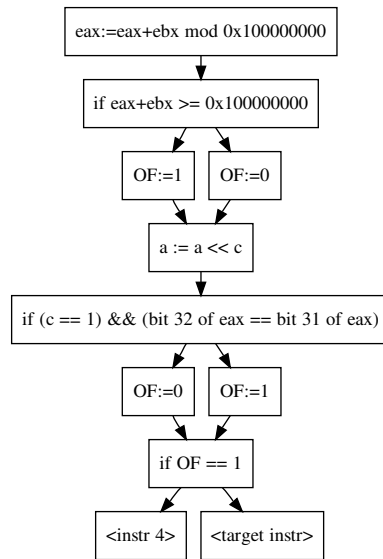 eax:=eax+ebx mod 0x100000000
if eax+ebx >= 0x100000000
OF:=1
OF:=0
a := a << c
if (c == 1) && (bit 32 of eax == bit 31 of eax)
OF:=0
OF:=1
if OF == 1
<instr 4>
<target instr>